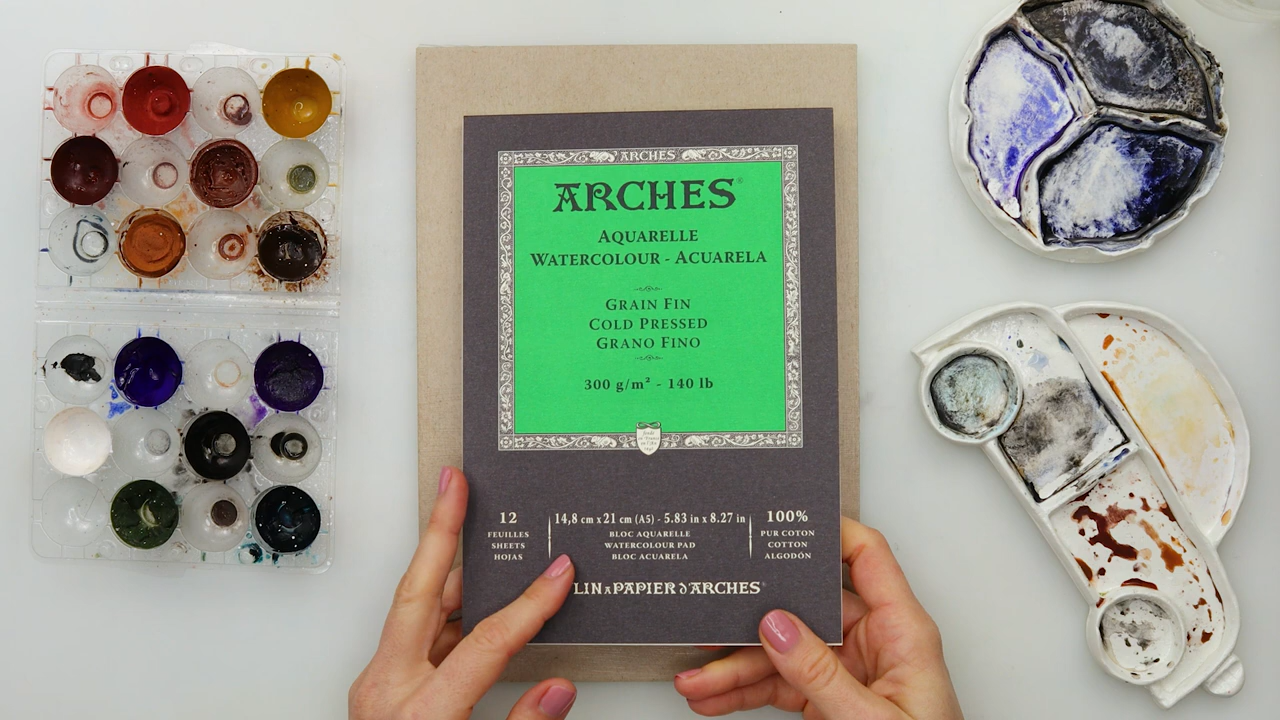 ARCHES
ARCHES®
AQUARELLE
WATERCOLOUR - ACUARELA
GRAIN FIN
COLD PRESSED
GRANO FINO
300 g/m² - 140 lb
12
FEUILLES
SHEETS
HOJAS
14,8 cm x 21 cm (A5) - 5.83 in x 8.27 in
BLOC AQUARELLE
WATERCOLOUR PAD
BLOC ACUARELA
100%
PUR COTON
COTTON
ALGODÓN
LIN A PAPIER D'ARCHES®